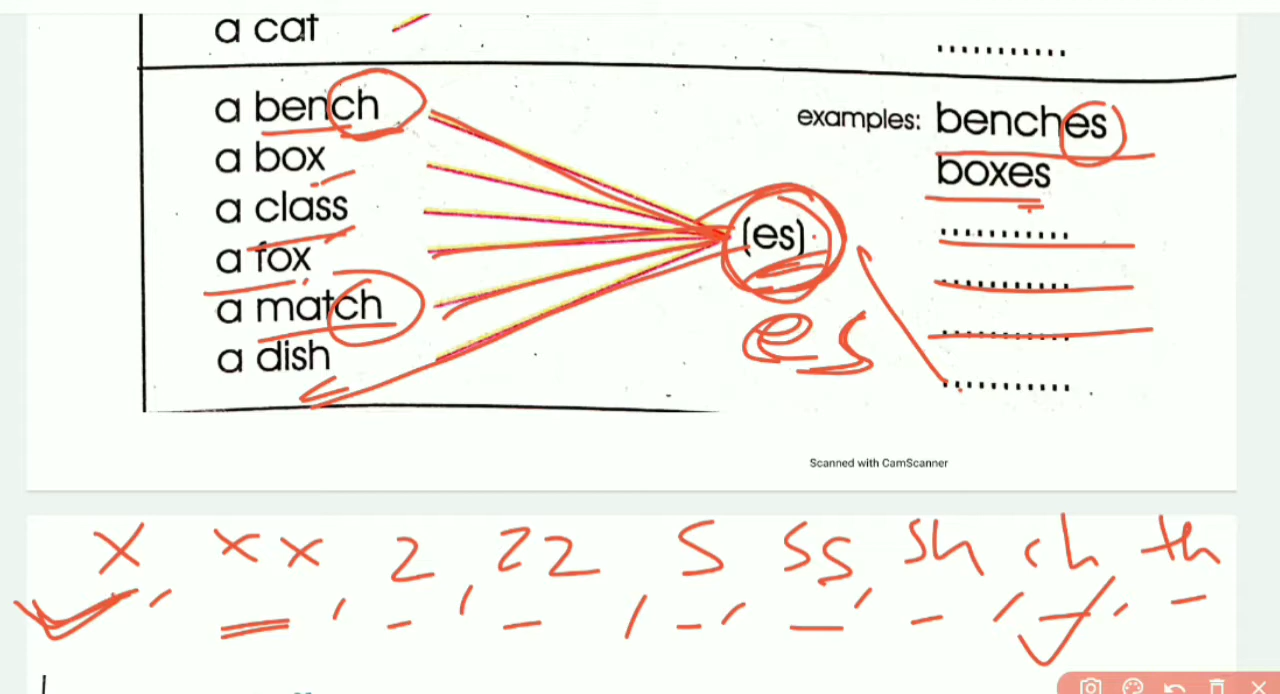 a cat
...........
a bench
examples: benches
a box
boxes
a class
(es)
...........
a fox
...........
a match
es
...........
a dish
...........
Scanned with CamScanner
x, xx, z, zz, s, ss, sh, ch, th